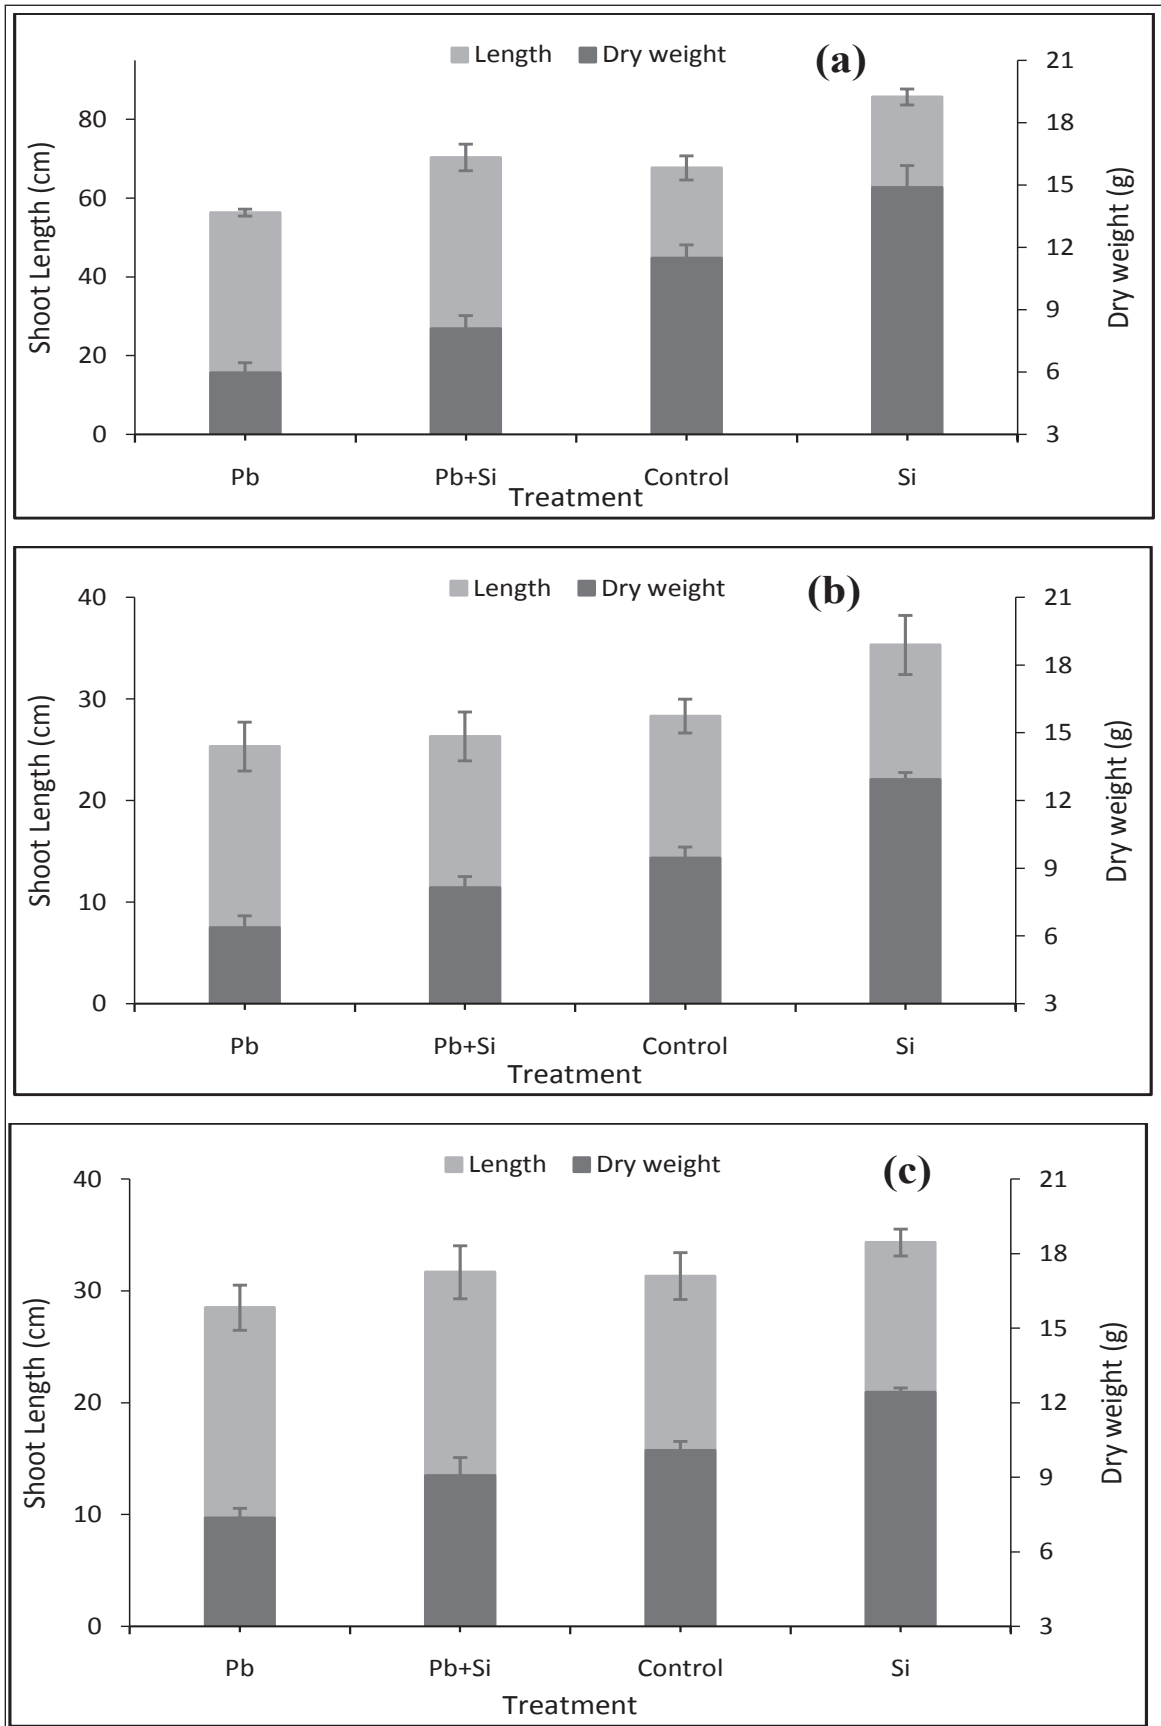 Length Dry weight (a)
Shoot Length (cm)
80
60
40
20
0
21
18
15
12
9
6
3
Dry weight (g)
Pb Pb+Si Control Si
Treatment
Length Dry weight (b)
Shoot Length (cm)
40
30
20
10
0
21
18
15
12
9
6
3
Dry weight (g)
Pb Pb+Si Control Si
Treatment
Length Dry weight (c)
Shoot Length (cm)
40
30
20
10
0
21
18
15
12
9
6
3
Dry weight (g)
Pb Pb+Si Control Si
Treatment